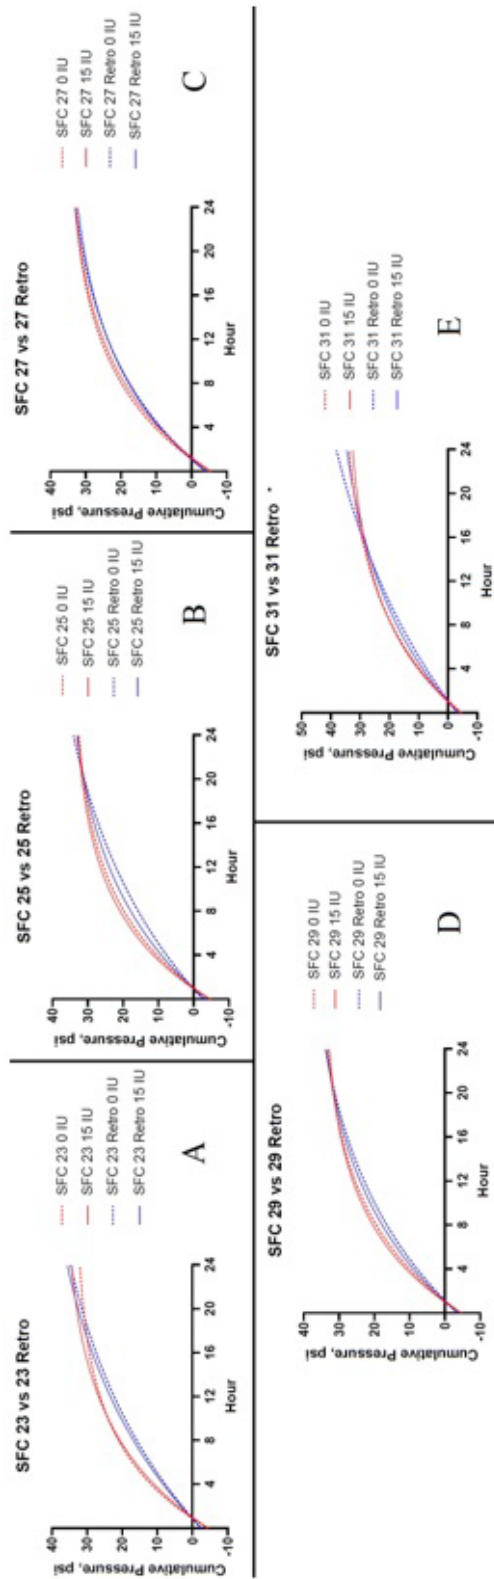 SFC 23 vs 23 Retro
Cumulative Pressure, psi
40
30
20
10
0
-10
4
8
12
16
20
24
Hour
SFC 23 0 IU
SFC 23 15 IU
SFC 23 Retro 0 IU
SFC 23 Retro 15 IU
A
SFC 25 vs 25 Retro
Cumulative Pressure, psi
40
30
20
10
0
-10
4
8
12
16
20
24
Hour
SFC 25 0 IU
SFC 25 15 IU
SFC 25 Retro 0 IU
SFC 25 Retro 15 IU
B
SFC 27 vs 27 Retro
Cumulative Pressure, psi
40
30
20
10
0
-10
4
8
12
16
20
24
Hour
SFC 27 0 IU
SFC 27 15 IU
SFC 27 Retro 0 IU
SFC 27 Retro 15 IU
C
SFC 29 vs 29 Retro
Cumulative Pressure, psi
40
30
20
10
0
-10
4
8
12
16
20
24
Hour
SFC 29 0 IU
SFC 29 15 IU
SFC 29 Retro 0 IU
SFC 29 Retro 15 IU
D
SFC 31 vs 31 Retro
Cumulative Pressure, psi
50
40
30
20
10
0
-10
4
8
12
16
20
24
Hour
SFC 31 0 IU
SFC 31 15 IU
SFC 31 Retro 0 IU
SFC 31 Retro 15 IU
E